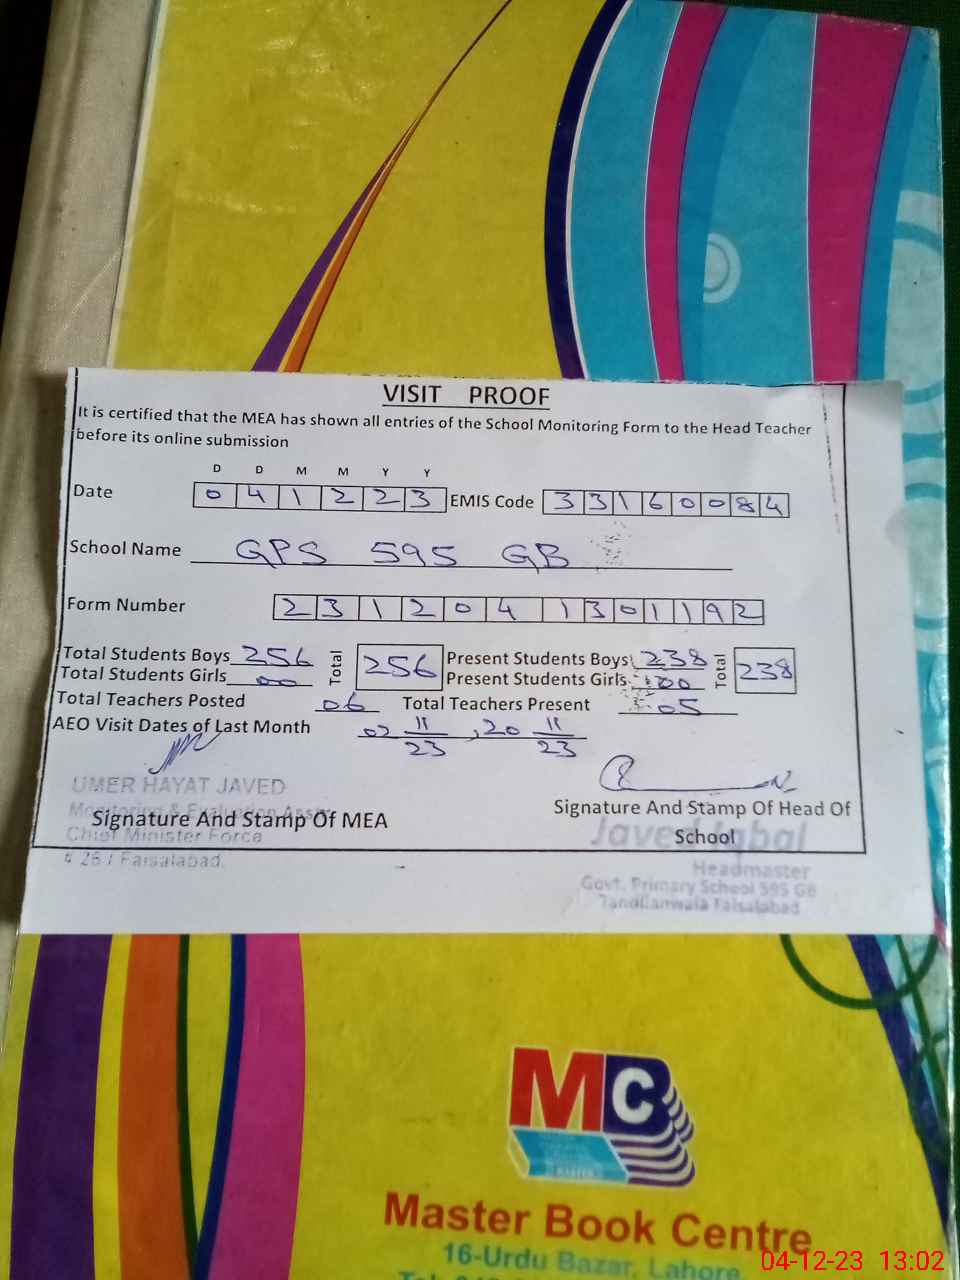 VISIT PROOF
It is certified that the MEA has shown all entries of the School Monitoring Form to the Head Teacher
before its online submission
D D M M Y Y
Date 0 4 1 2 2 3 EMIS Code 3 3 1 6 0 0 8 4
School Name GPS 595 GB
Form Number 2 3 1 2 0 4 1 3 0 1 1 9 2
Total Students Boys 256 Total 256 Present Students Boys 238 Total 238
Total Students Girls 00 Present Students Girls 00
Total Teachers Posted 06 Total Teachers Present 05
AEO Visit Dates of Last Month 02 11/23, 20 11/23
UMER HAYAT JAVED
Monitoring & Evaluation Asstt
Signature And Stamp Of MEA
Chief Minister Force
Faisalabad.
Signature And Stamp Of Head Of
School
Javed Iqbal
Headmaster
Govt. Primary School 595 GB
Tandlianwala Faisalabad
MC
Master Book Centre
16-Urdu Bazar, Lahore
04-12-23 13:02